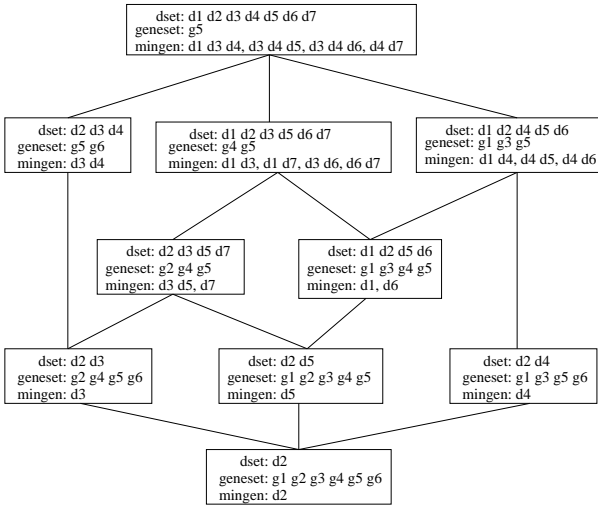 dset: d1 d2 d3 d4 d5 d6 d7
geneset: g5
mingen: d1 d3 d4, d3 d4 d5, d3 d4 d6, d4 d7
dset: d2 d3 d4
geneset: g5 g6
mingen: d3 d4
dset: d1 d2 d3 d5 d6 d7
geneset: g4 g5
mingen: d1 d3, d1 d7, d3 d6, d6 d7
dset: d1 d2 d4 d5 d6
geneset: g1 g3 g5
mingen: d1 d4, d4 d5, d4 d6
dset: d2 d3 d5 d7
geneset: g2 g4 g5
mingen: d3 d5, d7
dset: d1 d2 d5 d6
geneset: g1 g3 g4 g5
mingen: d1, d6
dset: d2 d3
geneset: g2 g4 g5 g6
mingen: d3
dset: d2 d5
geneset: g1 g2 g3 g4 g5
mingen: d5
dset: d2 d4
geneset: g1 g3 g5 g6
mingen: d4
dset: d2
geneset: g1 g2 g3 g4 g5 g6
mingen: d2